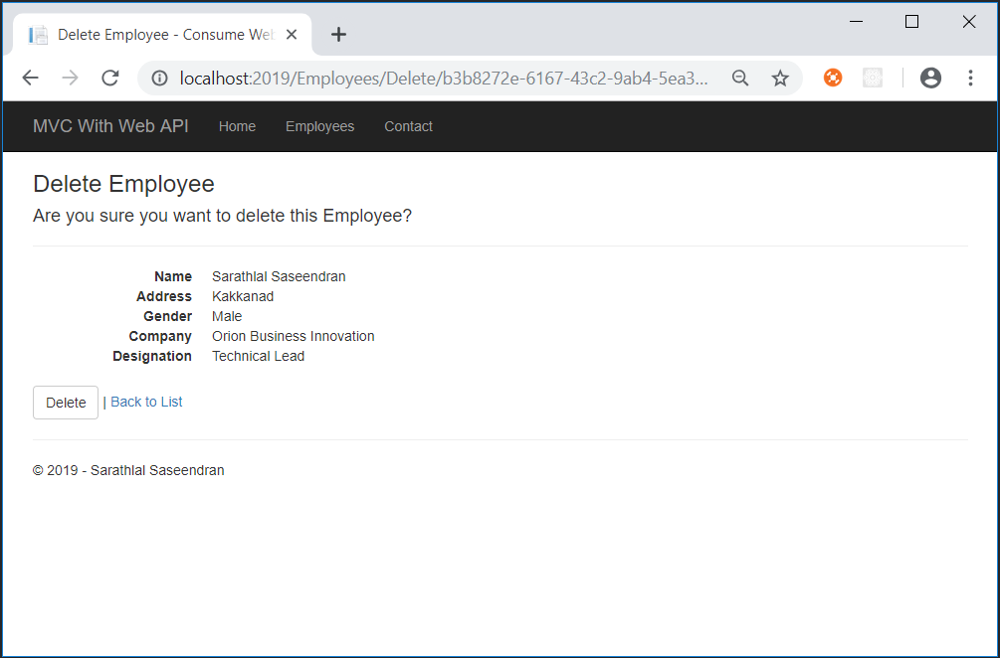 Delete Employee - Consume Web
localhost:2019/Employees/Delete/b3b8272e-6167-43c2-9ab4-5ea3...
MVC With Web API Home Employees Contact
Delete Employee
Are you sure you want to delete this Employee?
Name Sarathlal Saseendran
Address Kakkanad
Gender Male
Company Orion Business Innovation
Designation Technical Lead
Delete | Back to List
© 2019 - Sarathlal Saseendran